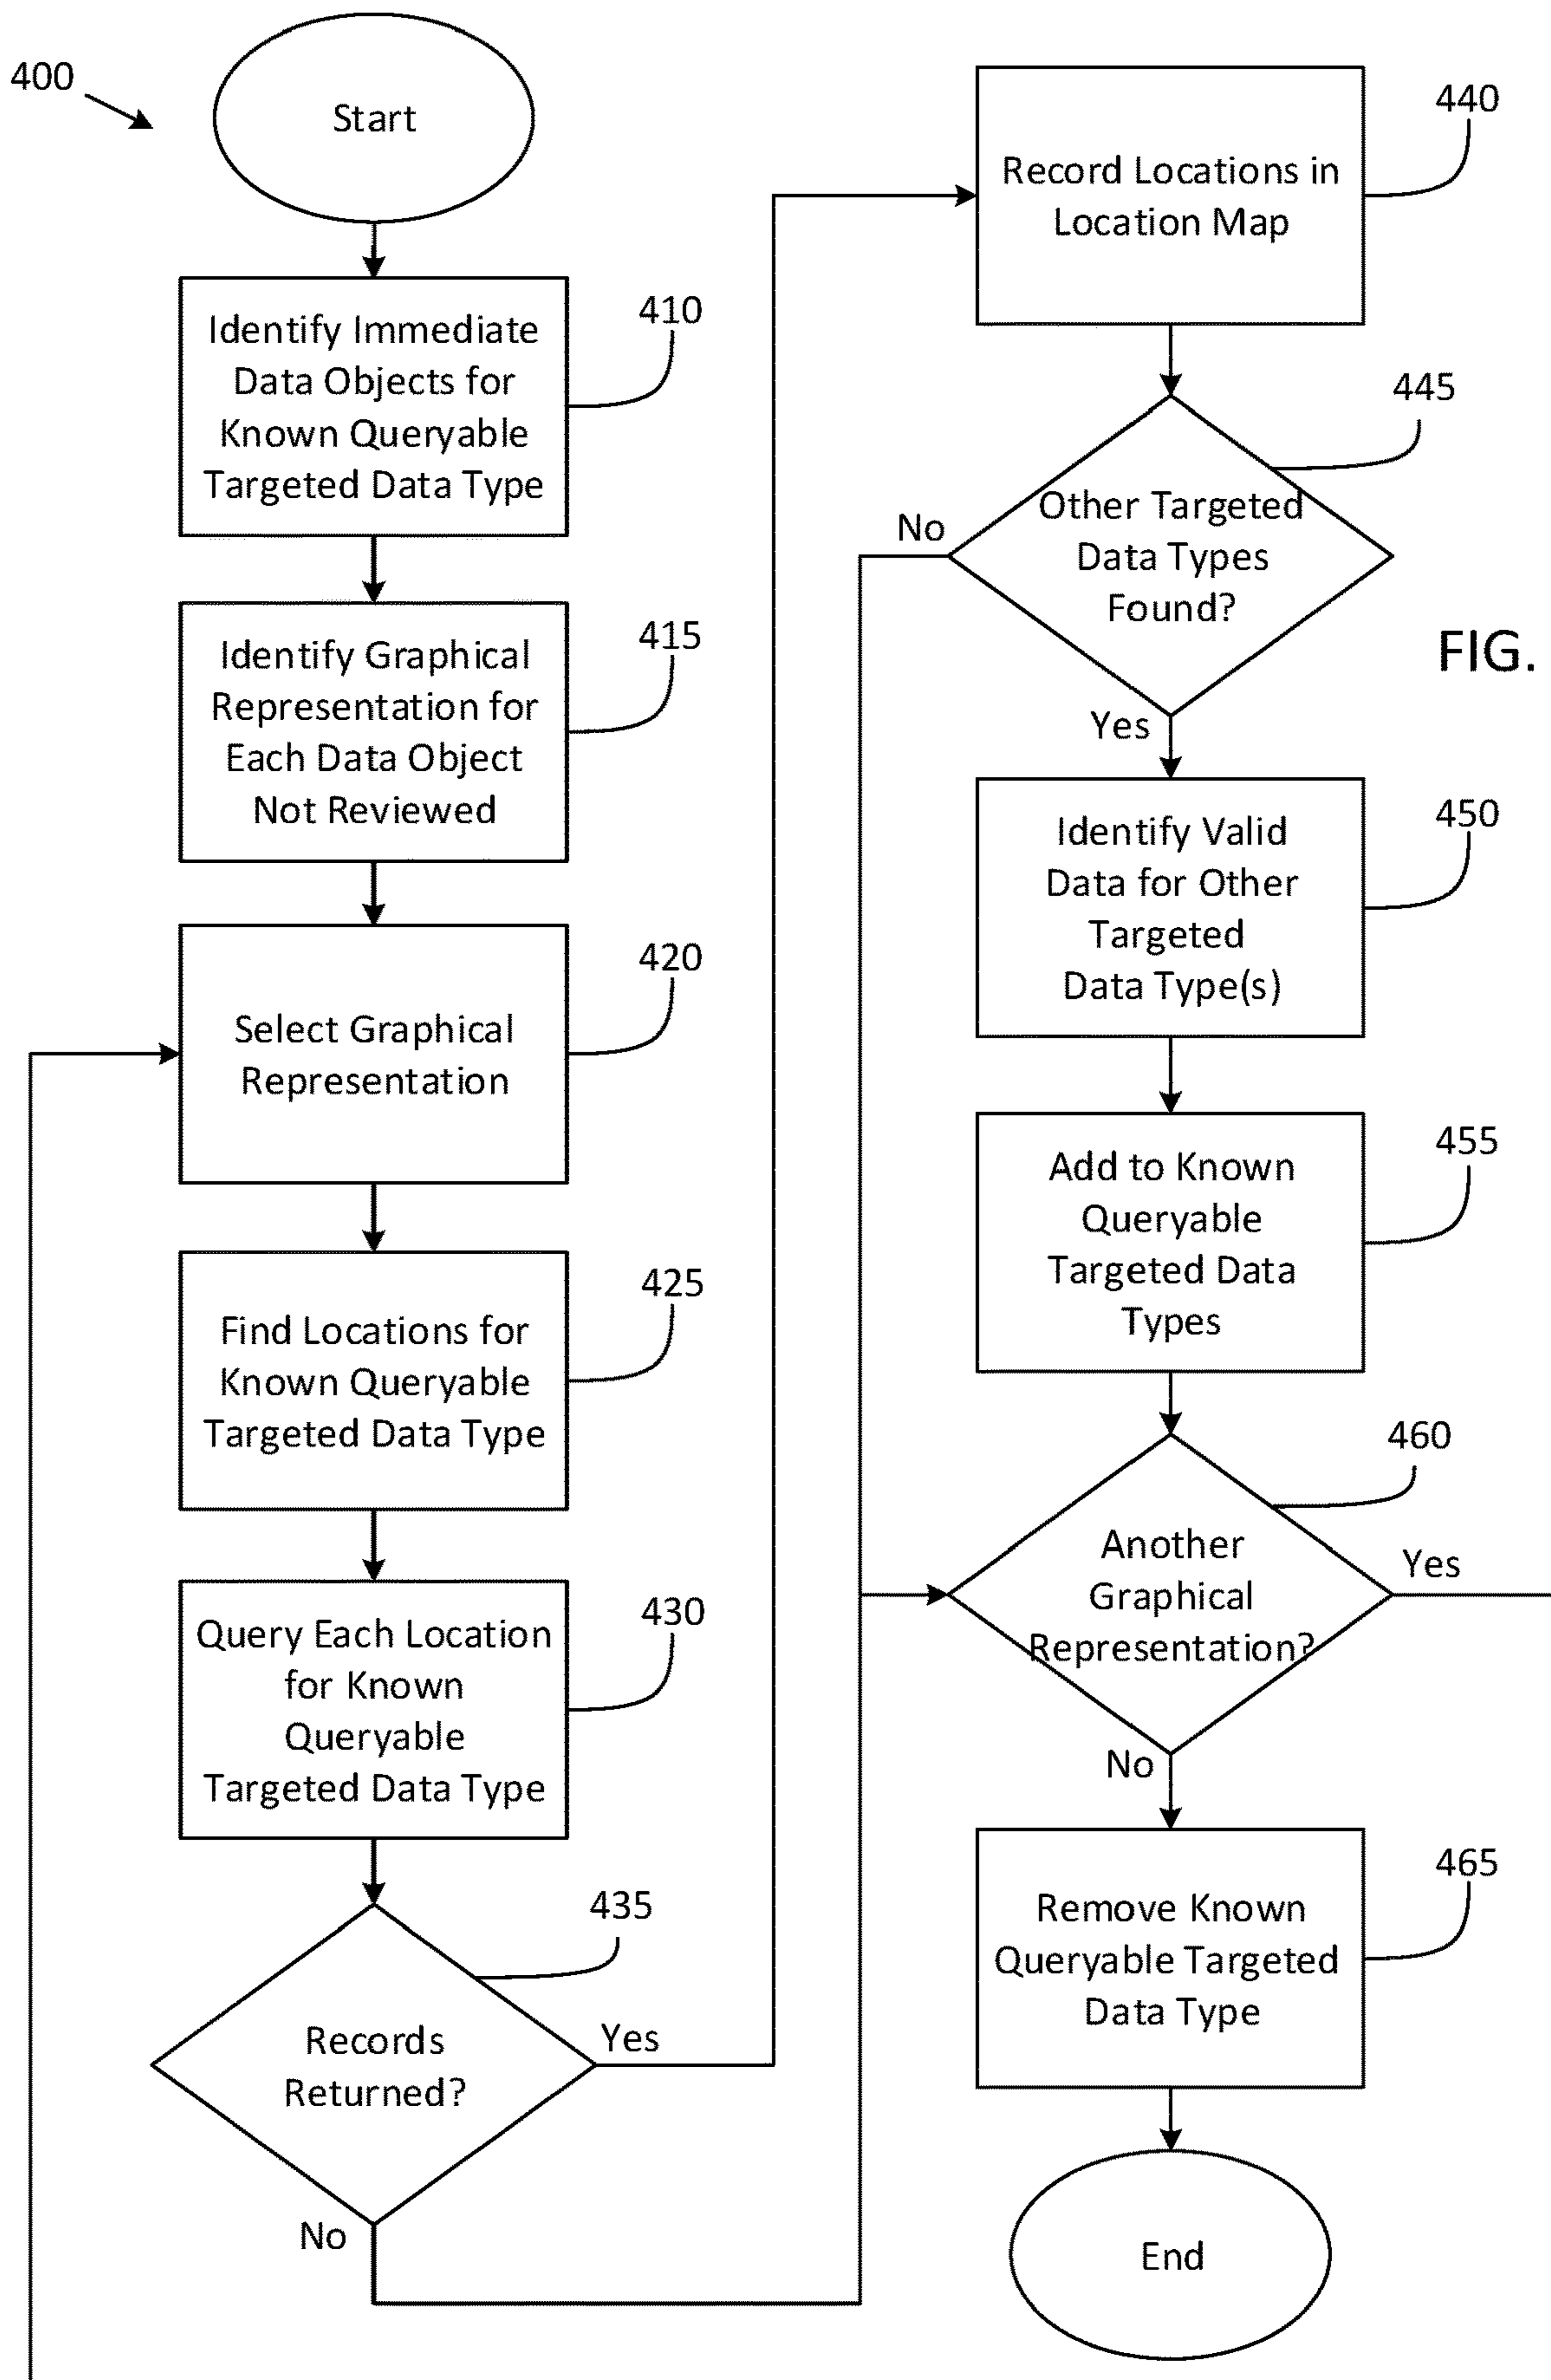 400
Start
Identify Immediate
Data Objects for
Known Queryable
Targeted Data Type
410
Identify Graphical
Representation for
Each Data Object
Not Reviewed
415
Select Graphical
Representation
420
Find Locations for
Known Queryable
Targeted Data Type
425
Query Each Location
for Known
Queryable
Targeted Data Type
430
Records
Returned?
435
Yes
No
Record Locations in
Location Map
440
Other Targeted
Data Types
Found?
445
No
Yes
FIG.
Identify Valid
Data for Other
Targeted
Data Type(s)
450
Add to Known
Queryable
Targeted Data
Types
455
Another
Graphical
Representation?
460
Yes
No
Remove Known
Queryable Targeted
Data Type
465
End